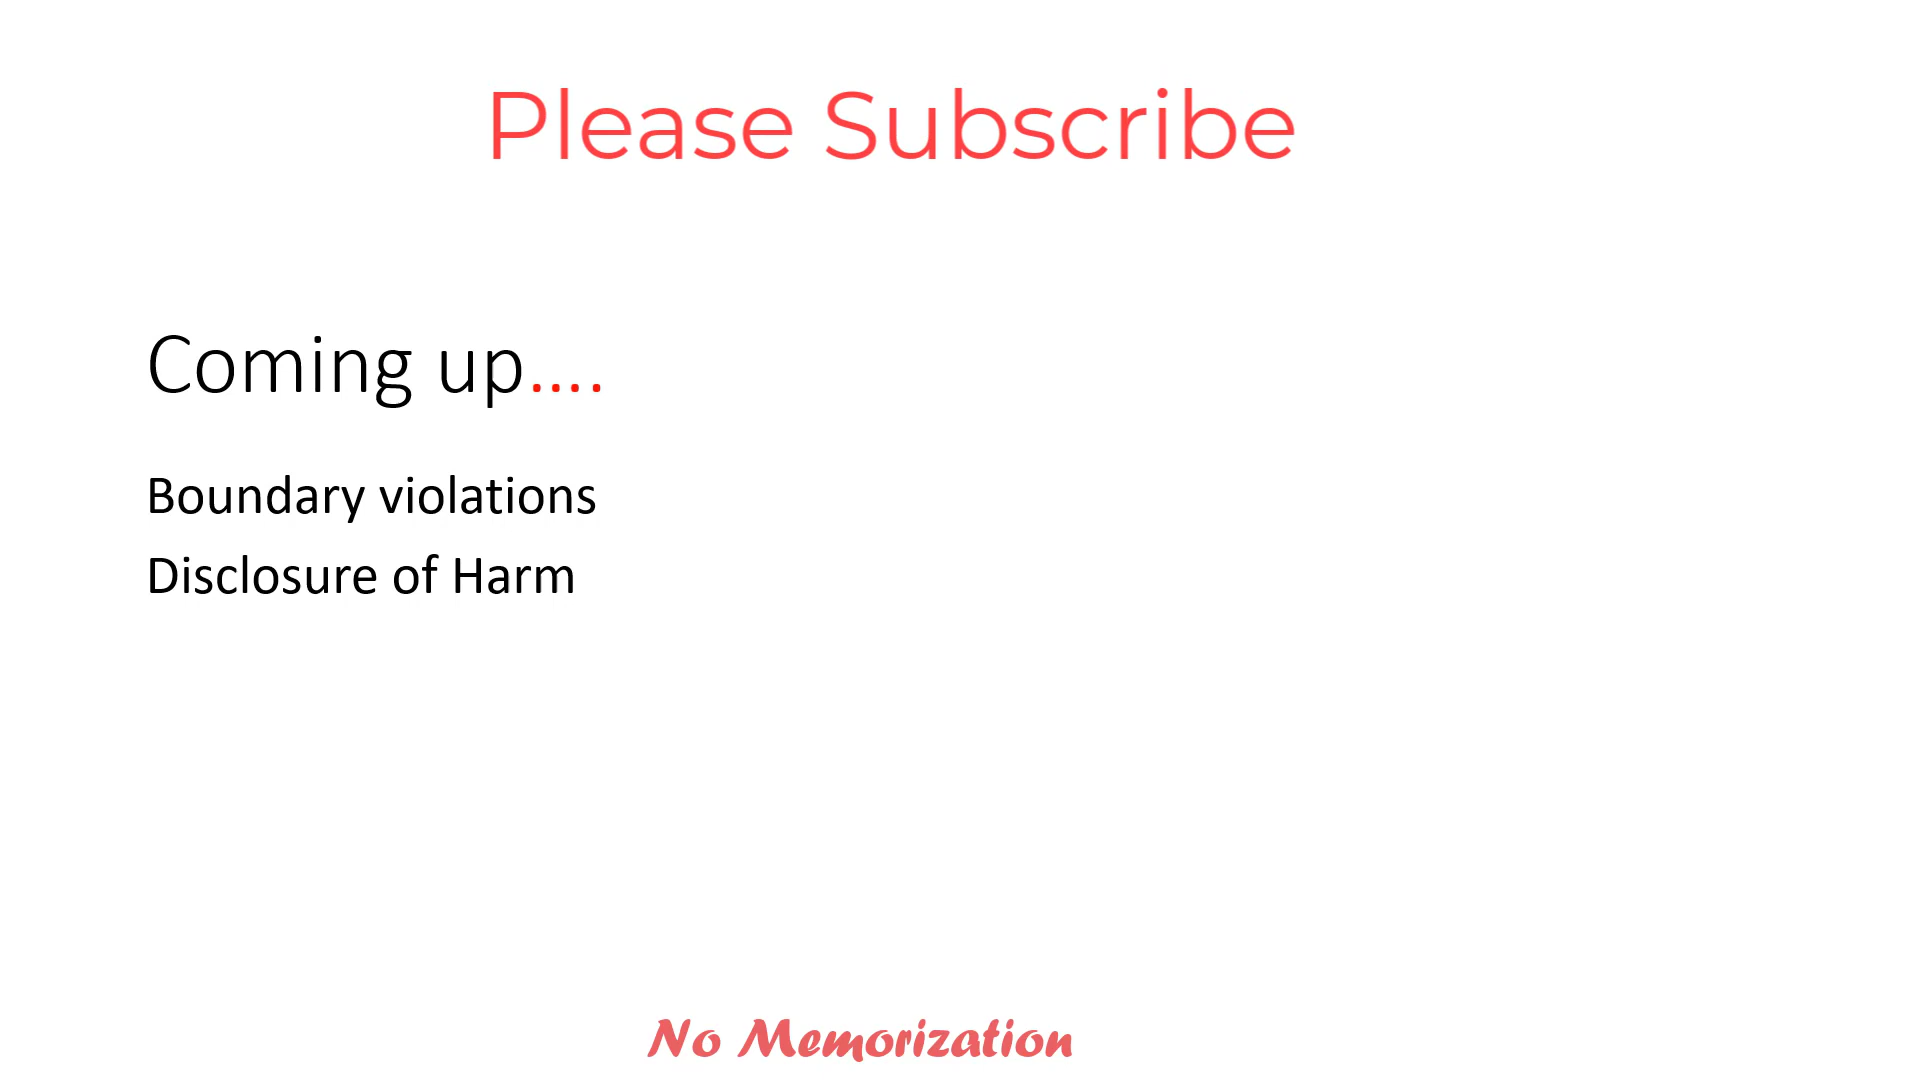 Please Subscribe
Coming up....
Boundary violations
Disclosure of Harm
No Memorization